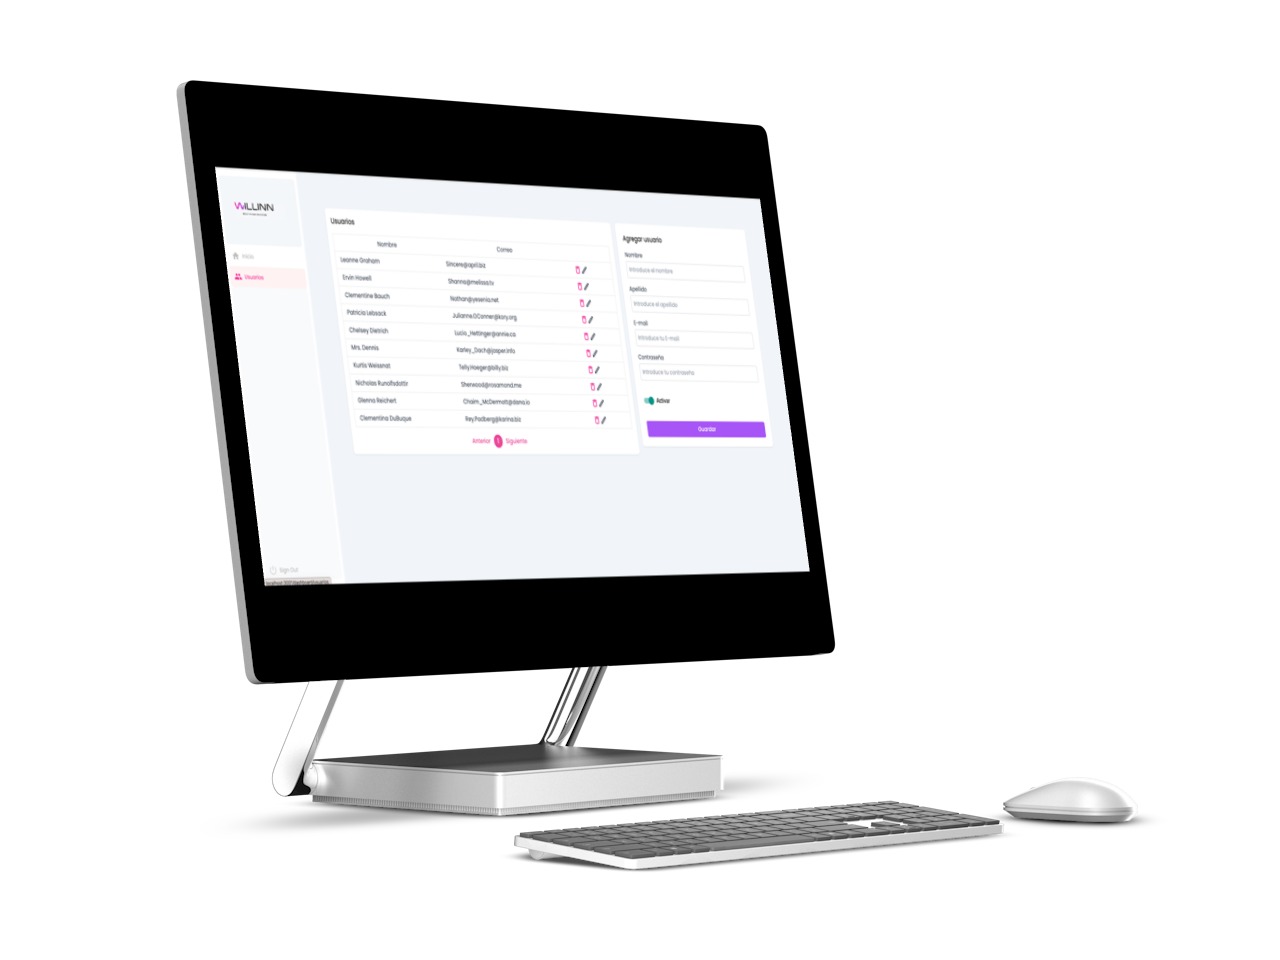 WILLINN
Inicio
Usuarios
Sign Out
Usuarios
Nombre Correo
Leanne Graham Sincere@april.biz
Ervin Howell Shanna@melissa.tv
Clementine Bauch Nathan@yesenia.net
Patricia Lebsack Julianne.OConner@kory.org
Chelsey Dietrich Lucio_Hettinger@annie.ca
Mrs. Dennis Karley_Dach@jasper.info
Kurtis Weissnat Telly.Hoeger@billy.biz
Nicholas Runolfsdottir Sherwood@rosamond.me
Glenna Reichert Chaim_McDermott@dana.io
Clementina DuBuque Rey.Padberg@karina.biz
Anterior 1 Siguiente
Agregar usuario
Nombre
Introduce el nombre
Apellido
Introduce el apellido
E-mail
Introduce tu E-mail
Contraseña
Introduce tu contraseña
Activar
Guardar